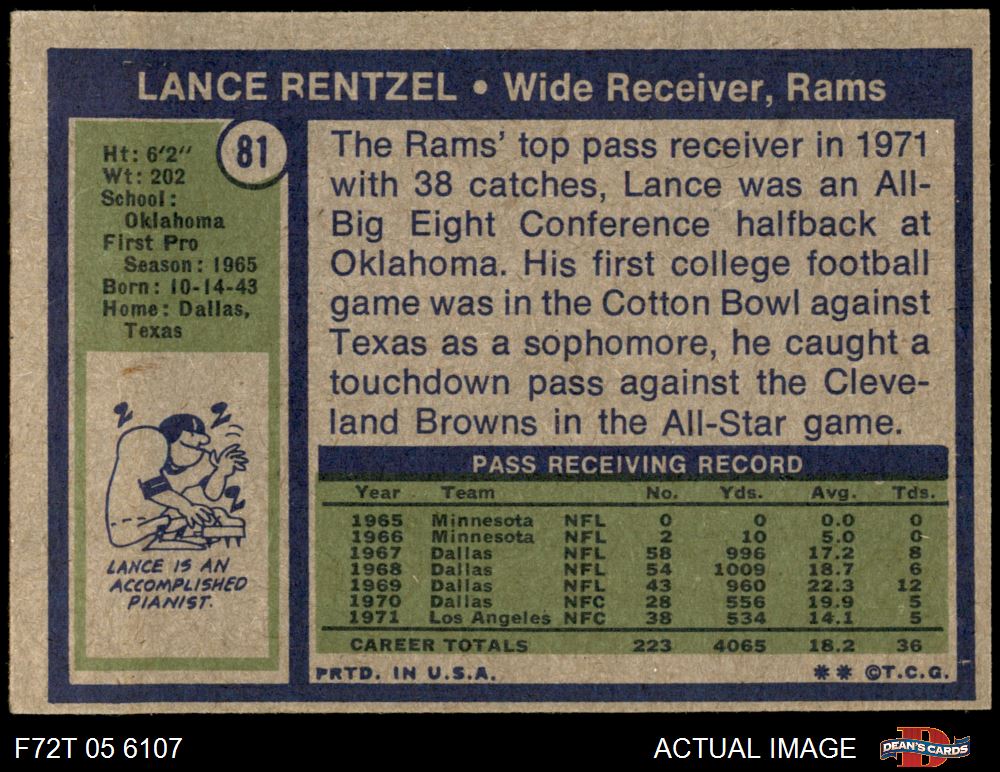 LANCE RENTZEL • Wide Receiver, Rams
81
Ht: 6'2"
Wt: 202
School:
Oklahoma
First Pro
Season: 1965
Born: 10-14-43
Home: Dallas,
Texas
LANCE IS AN
ACCOMPLISHED
PIANIST.
The Rams' top pass receiver in 1971
with 38 catches, Lance was an All-
Big Eight Conference halfback at
Oklahoma. His first college football
game was in the Cotton Bowl against
Texas as a sophomore, he caught a
touchdown pass against the Cleve-
land Browns in the All-Star game.
PASS RECEIVING RECORD
Year Team No. Yds. Avg. Tds.
1965 Minnesota NFL 0 0 0.0 0
1966 Minnesota NFL 2 10 5.0 0
1967 Dallas NFL 58 996 17.2 8
1968 Dallas NFL 54 1009 18.7 6
1969 Dallas NFL 43 960 22.3 12
1970 Dallas NFC 28 556 19.9 5
1971 Los Angeles NFC 38 534 14.1 5
CAREER TOTALS 223 4065 18.2 36
PRTD. IN U.S.A. ** ©T.C.G.
F72T 05 6107 ACTUAL IMAGE DEAN'S CARDS